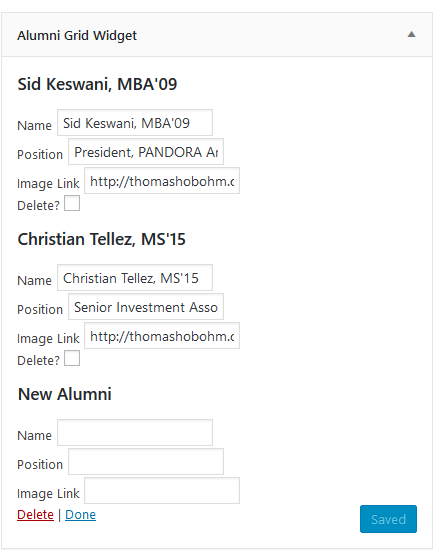 Alumni Grid Widget
Sid Keswani, MBA'09
Name Sid Keswani, MBA'09
Position President, PANDORA
Image Link http://thomashobohm.
Delete?
Christian Tellez, MS'15
Name Christian Tellez, MS'15
Position Senior Investment Asso
Image Link http://thomashobohm.
Delete?
New Alumni
Name
Position
Image Link
Delete | Done Saved